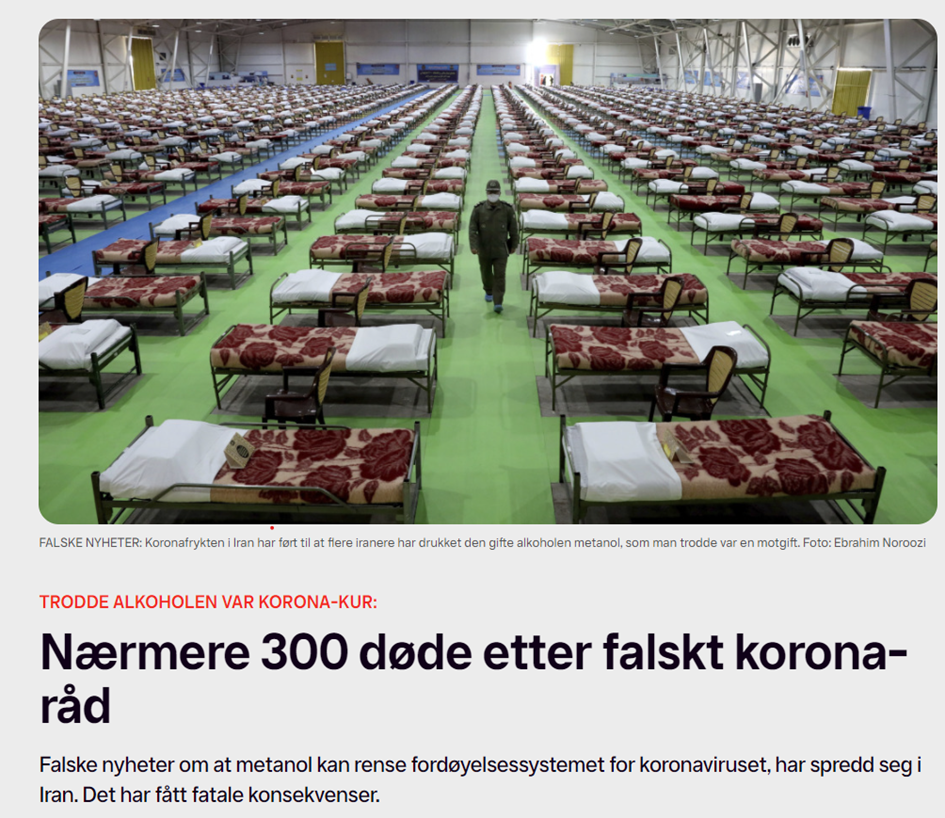 FALSKE NYHETER: Koronafrykten i Iran har ført til at flere iranere har drukket den gifte alkoholen metanol, som man trodde var en motgift. Foto: Ebrahim Noroozi
TRODDE ALKOHOLEN VAR KORONA-KUR:
Nærmere 300 døde etter falskt korona-
råd
Falske nyheter om at metanol kan rense fordøyelsessystemet for koronaviruset, har spredd seg i
Iran. Det har fått fatale konsekvenser.